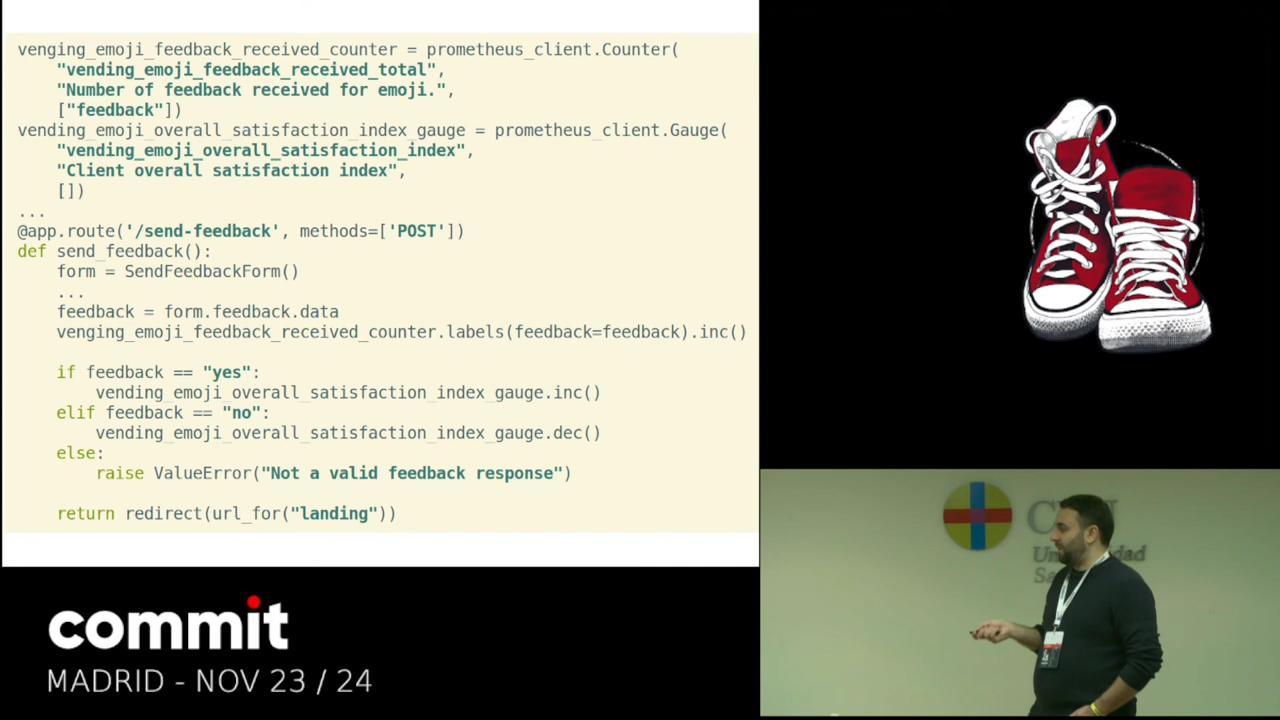 venging_emoji_feedback_received_counter = prometheus_client.Counter(
    "vending_emoji_feedback_received_total",
    "Number of feedback received for emoji.",
    ["feedback"])
vending_emoji_overall_satisfaction_index_gauge = prometheus_client.Gauge(
    "vending_emoji_overall_satisfaction_index",
    "Client overall satisfaction index",
    [])
...
@app.route('/send-feedback', methods=['POST'])
def send_feedback():
    form = SendFeedbackForm()
    ...
    feedback = form.feedback.data
    venging_emoji_feedback_received_counter.labels(feedback=feedback).inc()
    if feedback == "yes":
        vending_emoji_overall_satisfaction_index_gauge.inc()
    elif feedback == "no":
        vending_emoji_overall_satisfaction_index_gauge.dec()
    else:
        raise ValueError("Not a valid feedback response")
    return redirect(url_for("landing"))
commit
MADRID - NOV 23 / 24